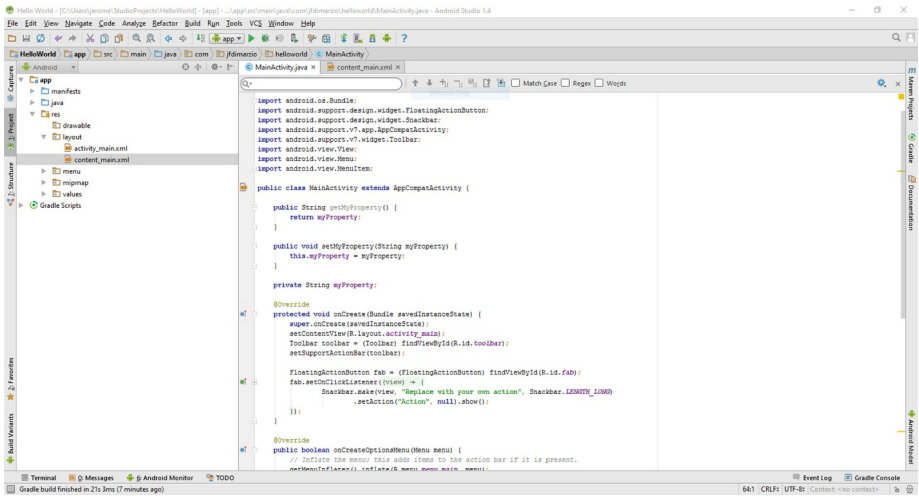 Hello World - [C:\Users\jerome\StudioProjects\HelloWorld] - [app] - ...\app\src\main\java\com\jfdimarzio\helloworld\MainActivity.java - Android Studio 1.4
File Edit View Navigate Code Analyze Refactor Build Run Tools VCS Window Help
app
HelloWorld app src main java com jfdimarzio helloworld MainActivity
Android
MainActivity.java content_main.xml
Match Case Regex Words
app
manifests
java
res
drawable
layout
activity_main.xml
content_main.xml
menu
mipmap
values
Gradle Scripts
Captures
1: Project
7: Structure
2: Favorites
Build Variants
import android.os.Bundle;
import android.support.design.widget.FloatingActionButton;
import android.support.design.widget.Snackbar;
import android.support.v7.app.AppCompatActivity;
import android.support.v7.widget.Toolbar;
import android.view.View;
import android.view.Menu;
import android.view.MenuItem;
public class MainActivity extends AppCompatActivity {
public String getMyProperty() {
return myProperty;
}
public void setMyProperty(String myProperty) {
this.myProperty = myProperty;
}
private String myProperty;
@Override
protected void onCreate(Bundle savedInstanceState) {
super.onCreate(savedInstanceState);
setContentView(R.layout.activity_main);
Toolbar toolbar = (Toolbar) findViewById(R.id.toolbar);
setSupportActionBar(toolbar);
FloatingActionButton fab = (FloatingActionButton) findViewById(R.id.fab);
fab.setOnClickListener((view) → {
Snackbar.make(view, "Replace with your own action", Snackbar.LENGTH_LONG)
.setAction("Action", null).show();
});
}
@Override
public boolean onCreateOptionsMenu(Menu menu) {
// Inflate the menu; this adds items to the action bar if it is present.
getMenuInflater().inflate(R.menu.menu_main, menu);
Maven Projects
Gradle
Documentation
Android Model
Terminal 0: Messages 6: Android Monitor TODO Event Log Gradle Console
Gradle build finished in 21s 3ms (7 minutes ago) 64:1 CRLF UTF-8 Context: <no context>